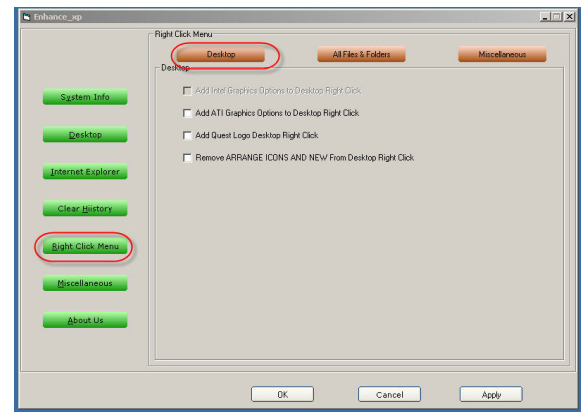 Enhance_xp
Right Click Menu
Desktop
All Files & Folders
Miscellaneous
Desktop
Add Intel Graphics Options to Desktop Right Click
Add ATI Graphics Options to Desktop Right Click
Add Quest Logo Desktop Right Click
Remove ARRANGE ICONS AND NEW From Desktop Right Click
System Info
Desktop
Internet Explorer
Clear Hiistory
Right Click Menu
Miscellaneous
About Us
OK
Cancel
Apply